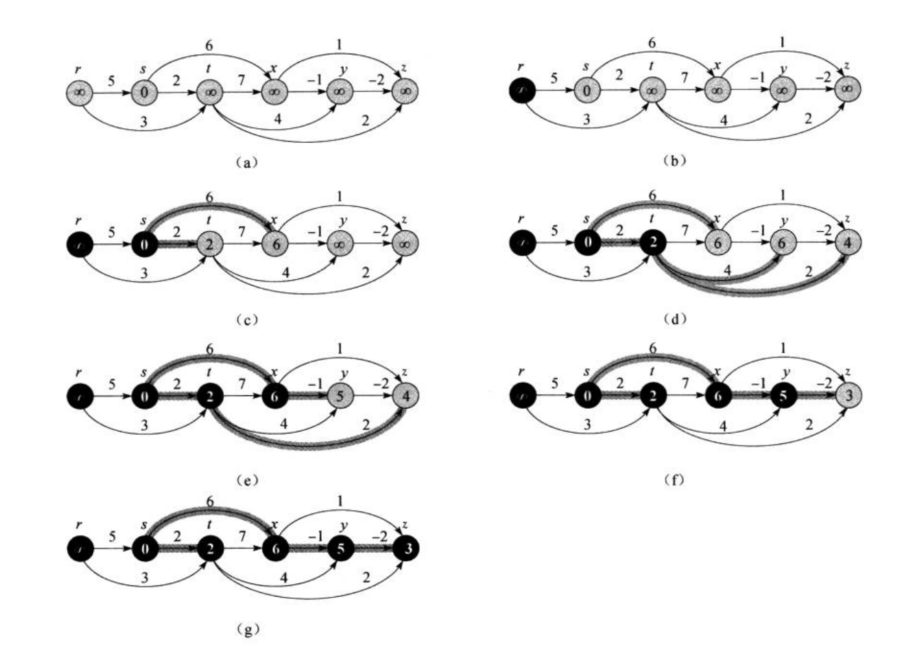 6 1
r s t x y z
5 2 7 –1 –2
∞ 0 ∞ ∞ ∞ ∞
3 4 2
(a)
6 1
r s t x y z
5 2 7 –1 –2
0 ∞ ∞ ∞ ∞
3 4 2
(b)
6 1
r s t x y z
5 2 7 –1 –2
0 2 6 ∞ ∞
3 4 2
(c)
6 1
r s t x y z
5 2 7 –1 –2
0 2 6 6 4
3 4 2
(d)
6 1
r s t x y z
5 2 7 –1 –2
0 2 6 5 4
3 4 2
(e)
6 1
r s t x y z
5 2 7 –1 –2
0 2 6 5 3
3 4 2
(f)
6 1
r s t x y z
5 2 7 –1 –2
0 2 6 5 3
3 4 2
(g)